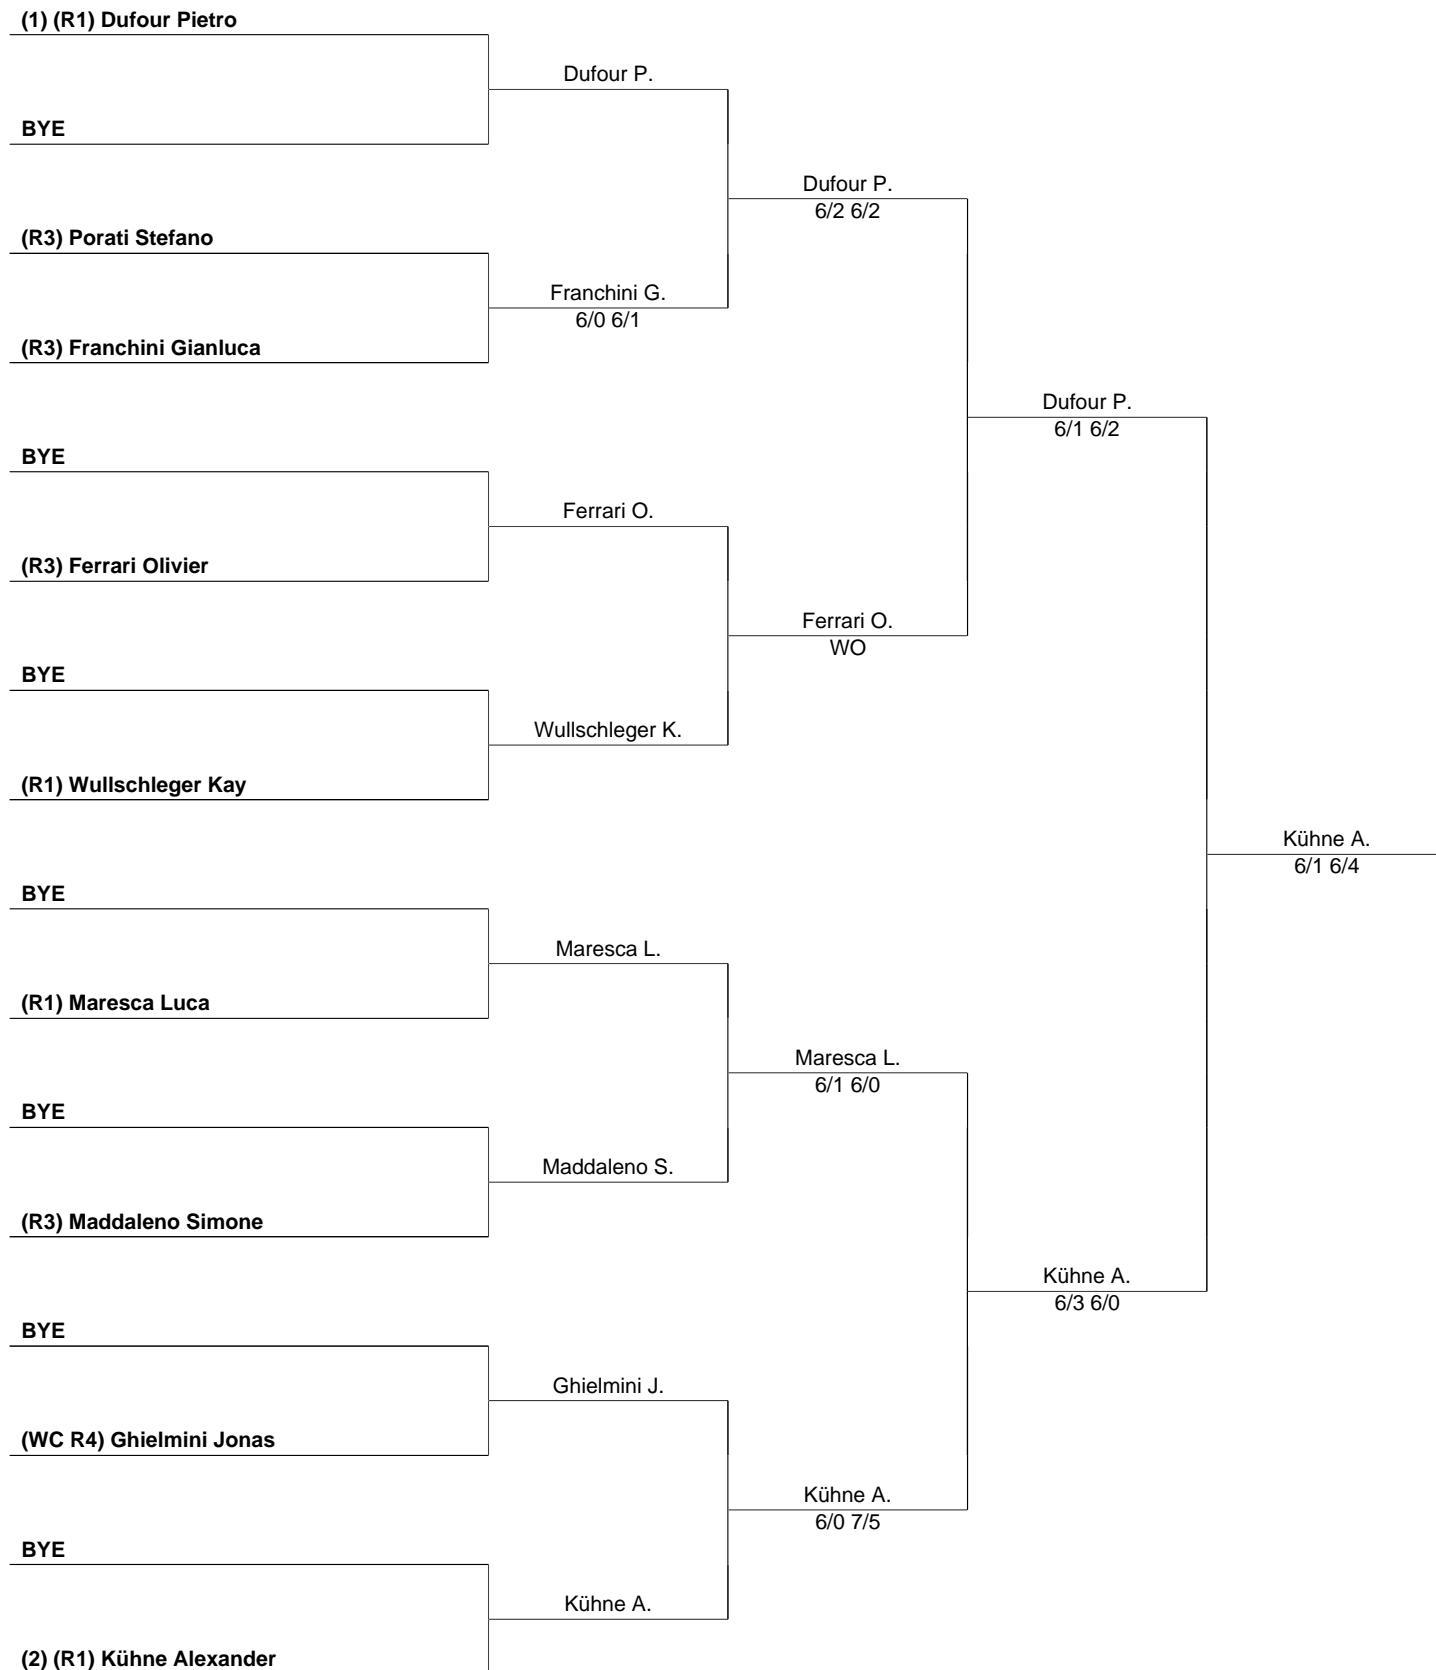 (1) (R1) Dufour Pietro
Dufour P.
BYE
Dufour P.
6/2 6/2
(R3) Porati Stefano
Franchini G.
6/0 6/1
(R3) Franchini Gianluca
Dufour P.
6/1 6/2
BYE
Ferrari O.
(R3) Ferrari Olivier
Ferrari O.
WO
BYE
Wullschleger K.
(R1) Wullschleger Kay
Kühne A.
6/1 6/4
BYE
Maresca L.
(R1) Maresca Luca
Maresca L.
6/1 6/0
BYE
Maddaleno S.
(R3) Maddaleno Simone
Kühne A.
6/3 6/0
BYE
Ghielmini J.
(WC R4) Ghielmini Jonas
Kühne A.
6/0 7/5
BYE
Kühne A.
(2) (R1) Kühne Alexander